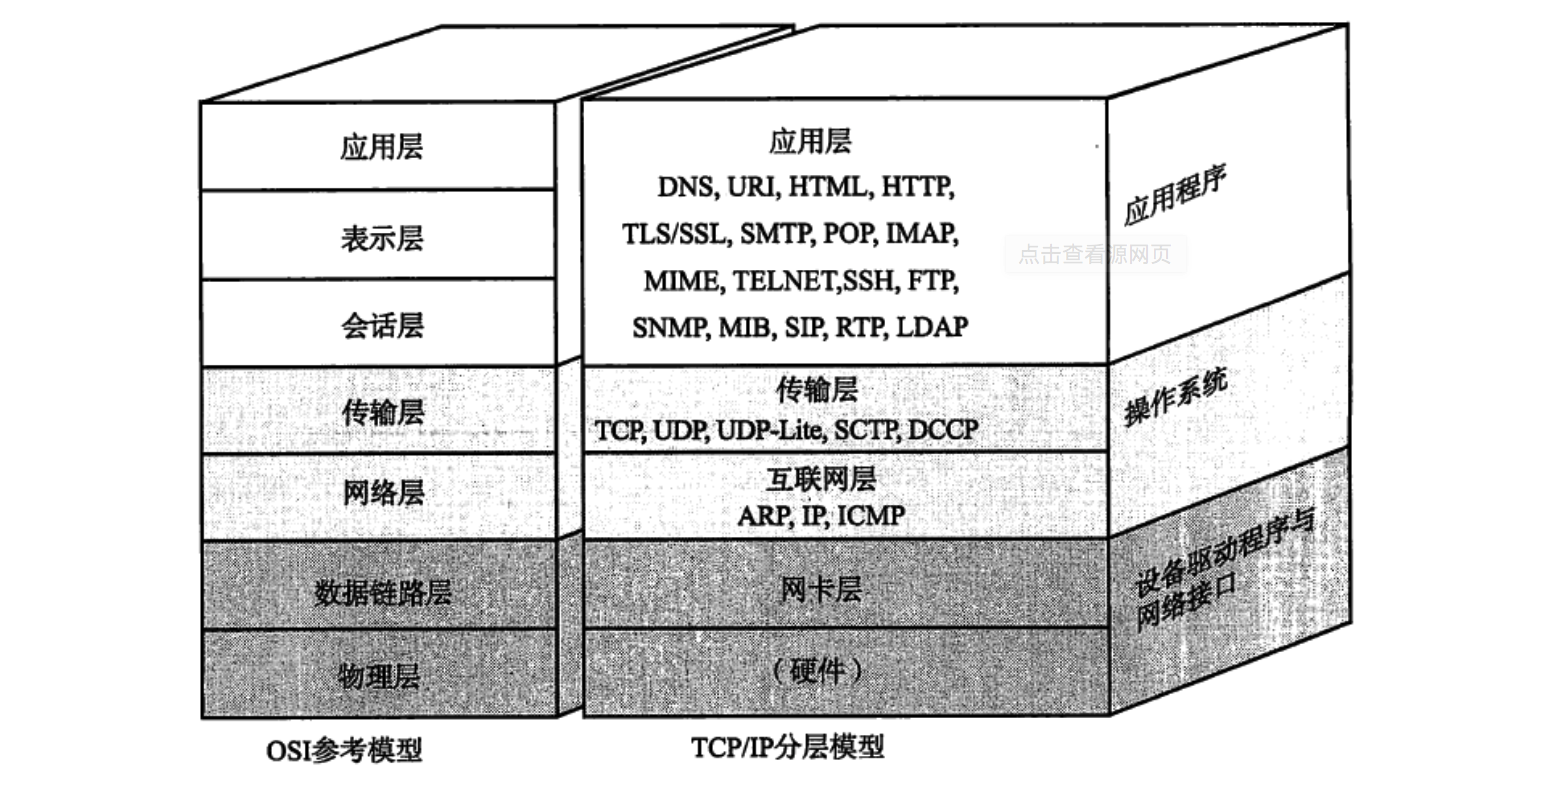 应用层
表示层
会话层
传输层
网络层
数据链路层
物理层
OSI参考模型
应用层
DNS, URI, HTML, HTTP,
TLS/SSL, SMTP, POP, IMAP,
MIME, TELNET,SSH, FTP,
SNMP, MIB, SIP, RTP, LDAP
传输层
TCP, UDP, UDP-Lite, SCTP, DCCP
互联网层
ARP, IP, ICMP
网卡层
（硬件）
TCP/IP分层模型
应用程序
点击查看源网页
操作系统
设备驱动程序与
网络接口